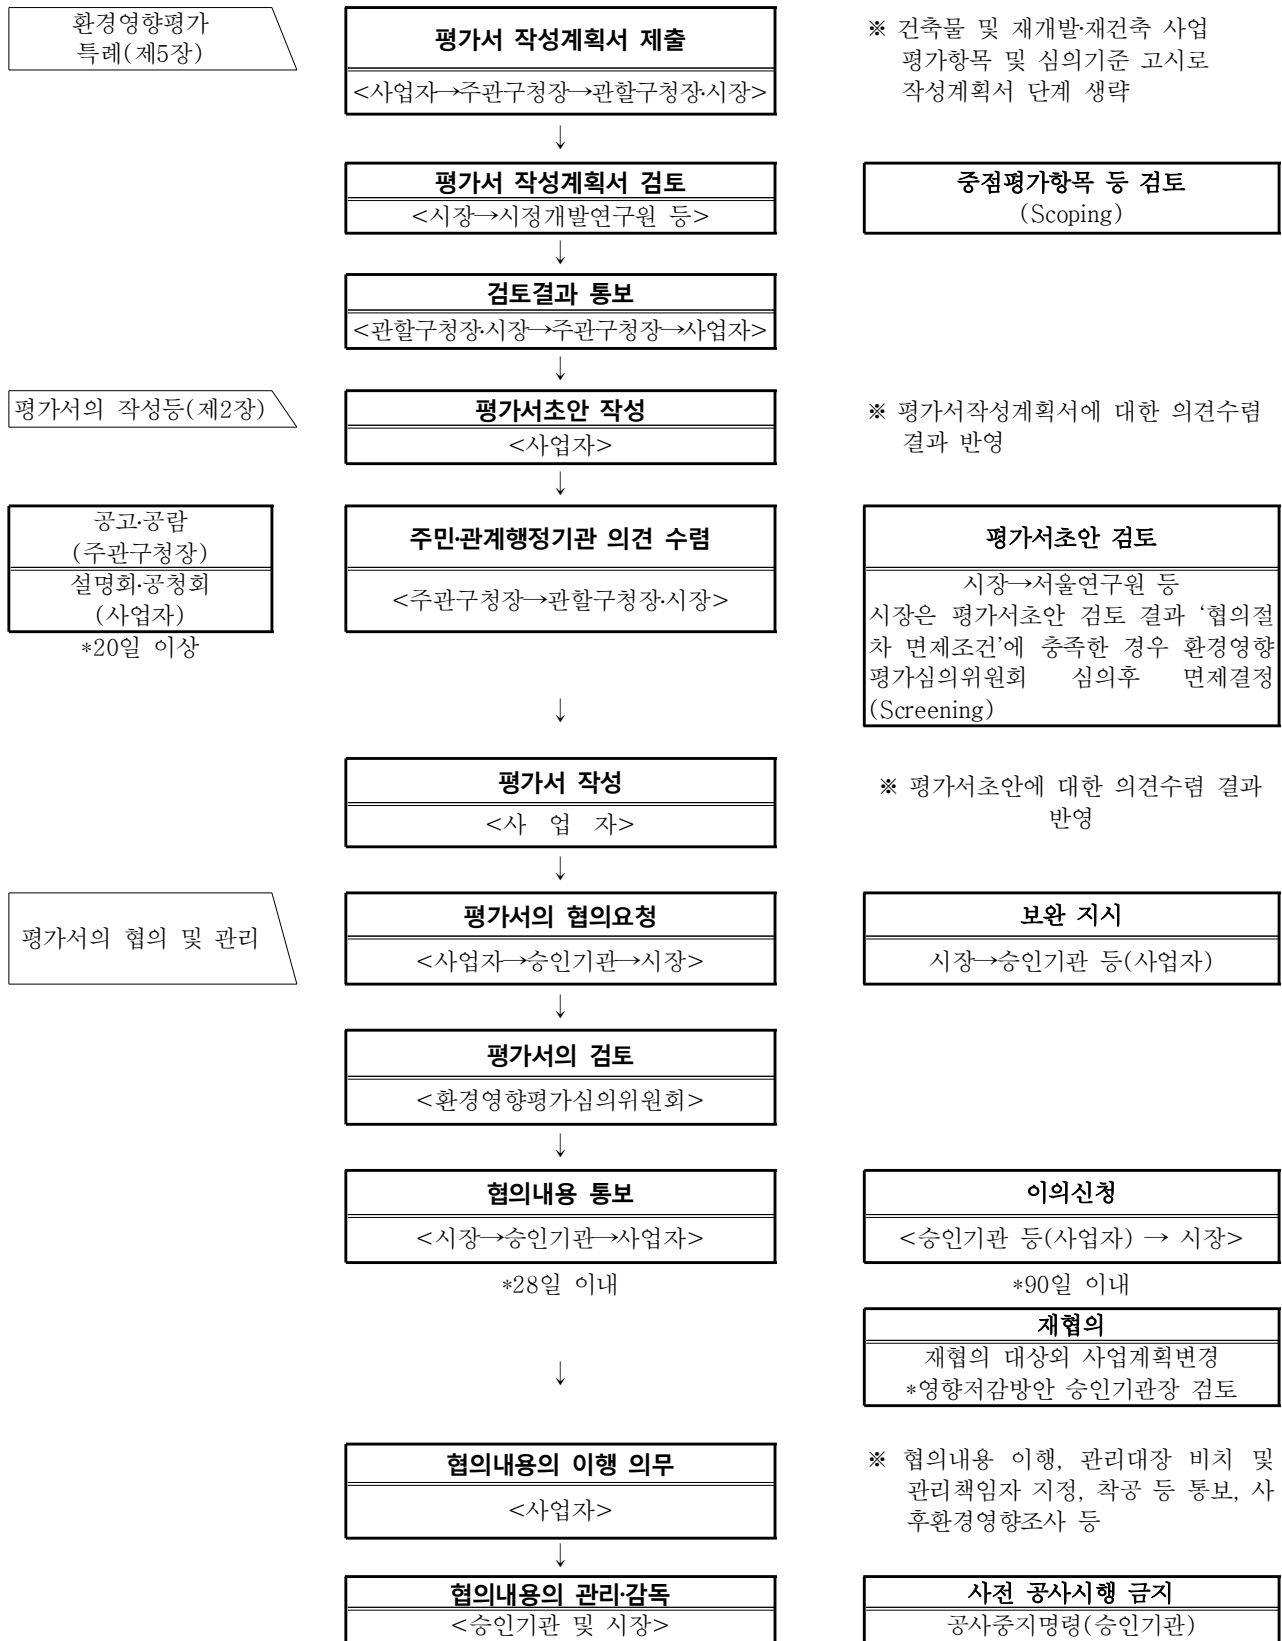 환경영향평가
특례(제5장)
평가서 작성계획서 제출
<사업자→주관구청장→관할구청장·시장>
※ 건축물 및 재개발·재건축 사업
평가항목 및 심의기준 고시로
작성계획서 단계 생략
↓
평가서 작성계획서 검토
<시장→시정개발연구원 등>
중점평가항목 등 검토
(Scoping)
↓
검토결과 통보
<관할구청장·시장→주관구청장→사업자>
↓
평가서의 작성등(제2장)
평가서초안 작성
<사업자>
※ 평가서작성계획서에 대한 의견수렴
결과 반영
↓
공고·공람
(주관구청장)
설명회·공청회
(사업자)
*20일 이상
주민·관계행정기관 의견 수렴
<주관구청장→관할구청장·시장>
평가서초안 검토
시장→서울연구원 등
시장은 평가서초안 검토 결과 ‘협의절
차 면제조건’에 충족한 경우 환경영향
평가심의위원회 심의후 면제결정
(Screening)
↓
평가서 작성
<사 업 자>
※ 평가서초안에 대한 의견수렴 결과
반영
↓
평가서의 협의 및 관리
평가서의 협의요청
<사업자→승인기관→시장>
보완 지시
시장→승인기관 등(사업자)
↓
평가서의 검토
<환경영향평가심의위원회>
↓
협의내용 통보
<시장→승인기관→사업자>
*28일 이내
이의신청
<승인기관 등(사업자) → 시장>
*90일 이내
↓
재협의
재협의 대상외 사업계획변경
*영향저감방안 승인기관장 검토
협의내용의 이행 의무
<사업자>
※ 협의내용 이행, 관리대장 비치 및
관리책임자 지정, 착공 등 통보, 사
후환경영향조사 등
↓
협의내용의 관리·감독
<승인기관 및 시장>
사전 공사시행 금지
공사중지명령(승인기관)